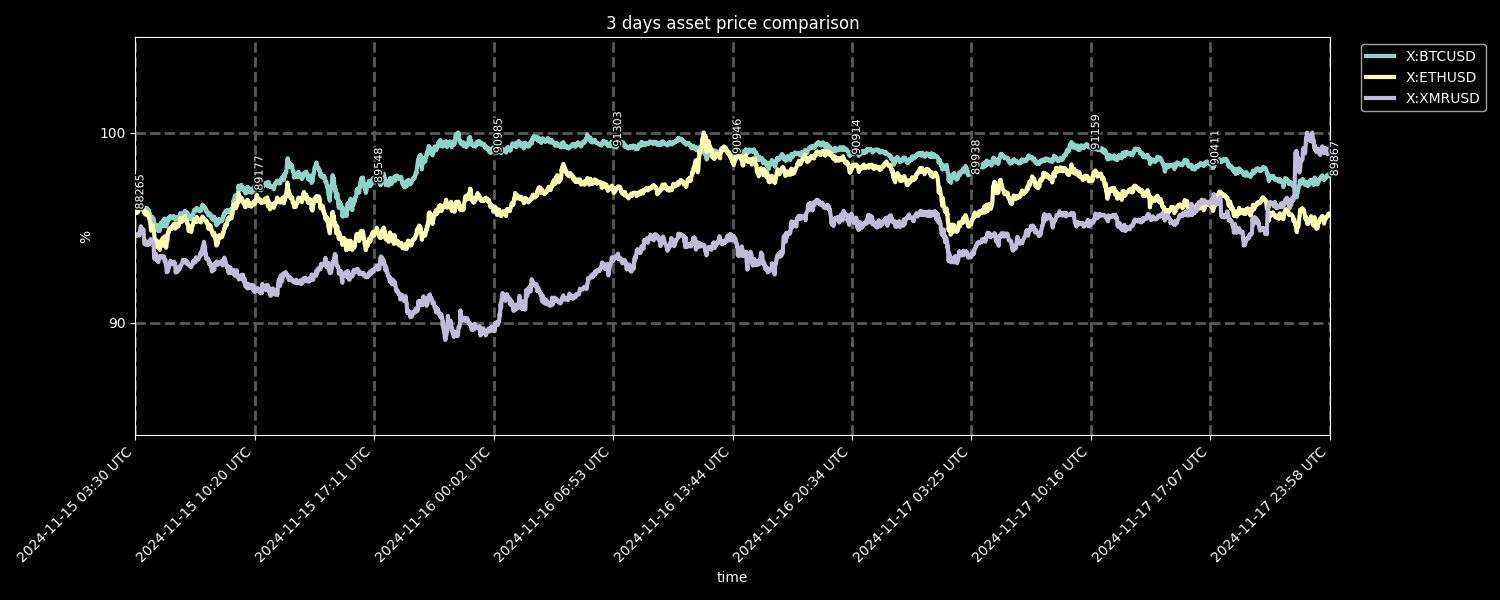 3 days asset price comparison
X:BTCUSD
X:ETHUSD
X:XMRUSD
100
90
%
88265
89177
89548
90985
91303
90946
90914
89938
91159
90411
89867
2024-11-15 03:30 UTC
2024-11-15 10:20 UTC
2024-11-15 17:11 UTC
2024-11-16 00:02 UTC
2024-11-16 06:53 UTC
2024-11-16 13:44 UTC
2024-11-16 20:34 UTC
2024-11-17 03:25 UTC
2024-11-17 10:16 UTC
2024-11-17 17:07 UTC
2024-11-17 23:58 UTC
time